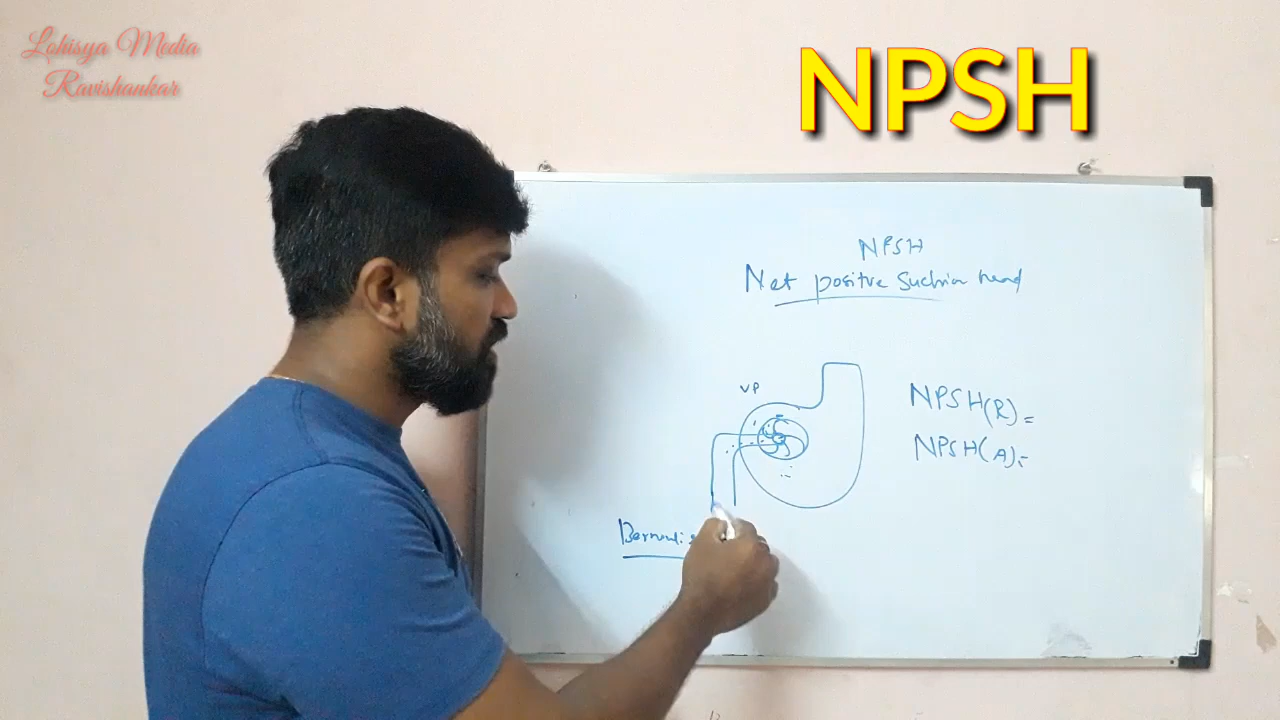 Lohisya Media
Ravishankar
NPSH
NPSH
Net positive suction head
VP
NPSH(R) =
NPSH(A) =